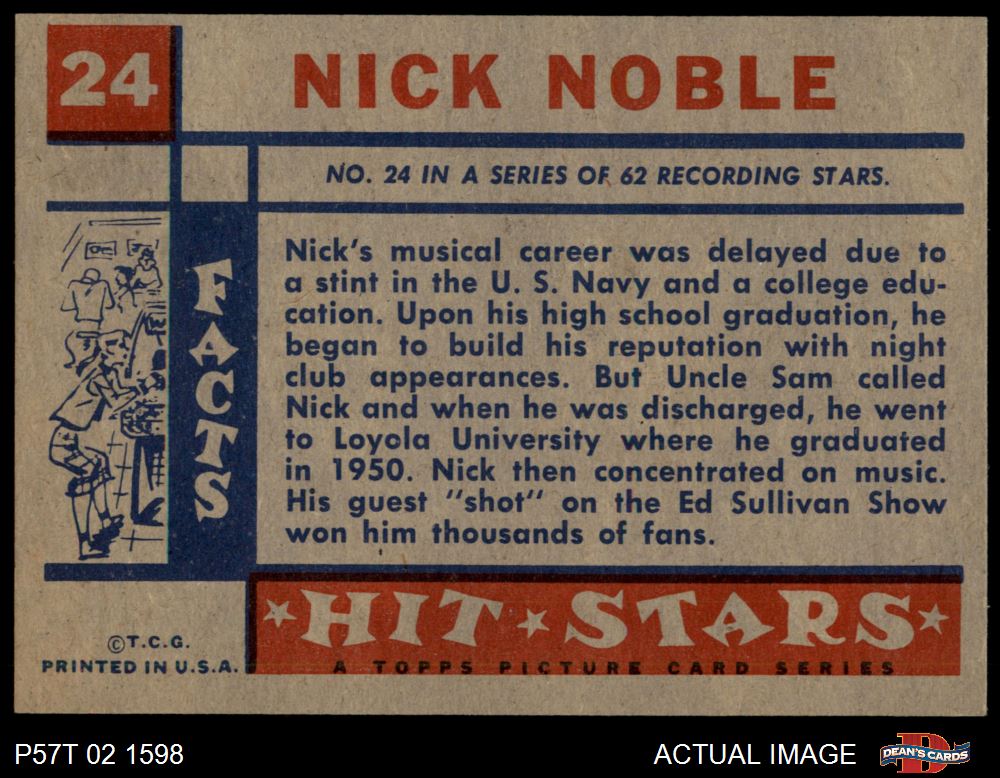 24
NICK NOBLE
NO. 24 IN A SERIES OF 62 RECORDING STARS.
FACTS
Nick's musical career was delayed due to
a stint in the U. S. Navy and a college edu-
cation. Upon his high school graduation, he
began to build his reputation with night
club appearances. But Uncle Sam called
Nick and when he was discharged, he went
to Loyola University where he graduated
in 1950. Nick then concentrated on music.
His guest "shot" on the Ed Sullivan Show
won him thousands of fans.
HIT STARS
A TOPPS PICTURE CARD SERIES
©T.C.G.
PRINTED IN U.S.A.
P57T 02 1598
ACTUAL IMAGE
DEAN'S CARDS